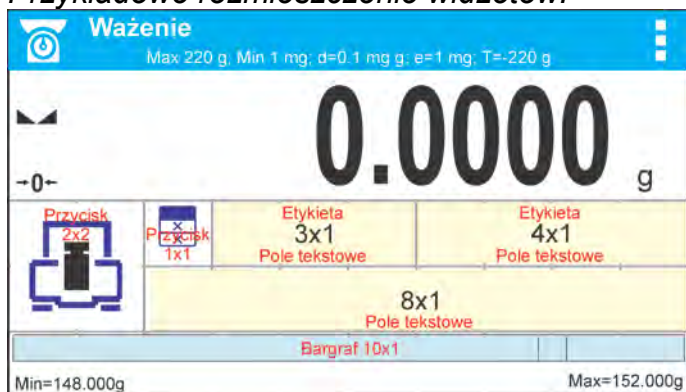 Przykładowe rozmieszczenie widżetów:
Ważenie
Max 220 g; Min 1 mg; d=0.1 mg g; e=1 mg; T=-220 g
0.0000 g
→0←
Przycisk
2x2
Przycisk
1x1
Etykieta
3x1
Pole tekstowe
Etykieta
4x1
Pole tekstowe
8x1
Pole tekstowe
Bargraf 10x1
Min=148.000g
Max=152.000g